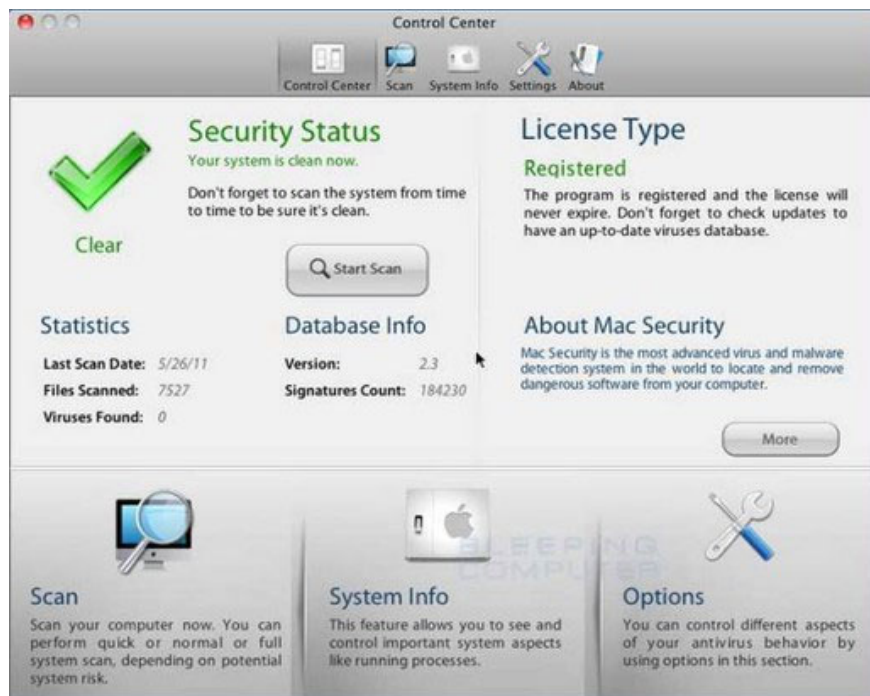 Control Center
Control Center Scan System Info Settings About
Security Status
Your system is clean now.
Don't forget to scan the system from time
to time to be sure it's clean.
Clear
Start Scan
License Type
Registered
The program is registered and the license will
never expire. Don't forget to check updates to
have an up-to-date viruses database.
Statistics
Last Scan Date: 5/26/11
Files Scanned: 7527
Viruses Found: 0
Database Info
Version: 2.3
Signatures Count: 184230
About Mac Security
Mac Security is the most advanced virus and malware
detection system in the world to locate and remove
dangerous software from your computer.
More
BLEEPING
COMPUTER
Scan
Scan your computer now. You can
perform quick or normal or full
system scan, depending on potential
system risk.
System Info
This feature allows you to see and
control important system aspects
like running processes.
Options
You can control different aspects
of your antivirus behavior by
using options in this section.